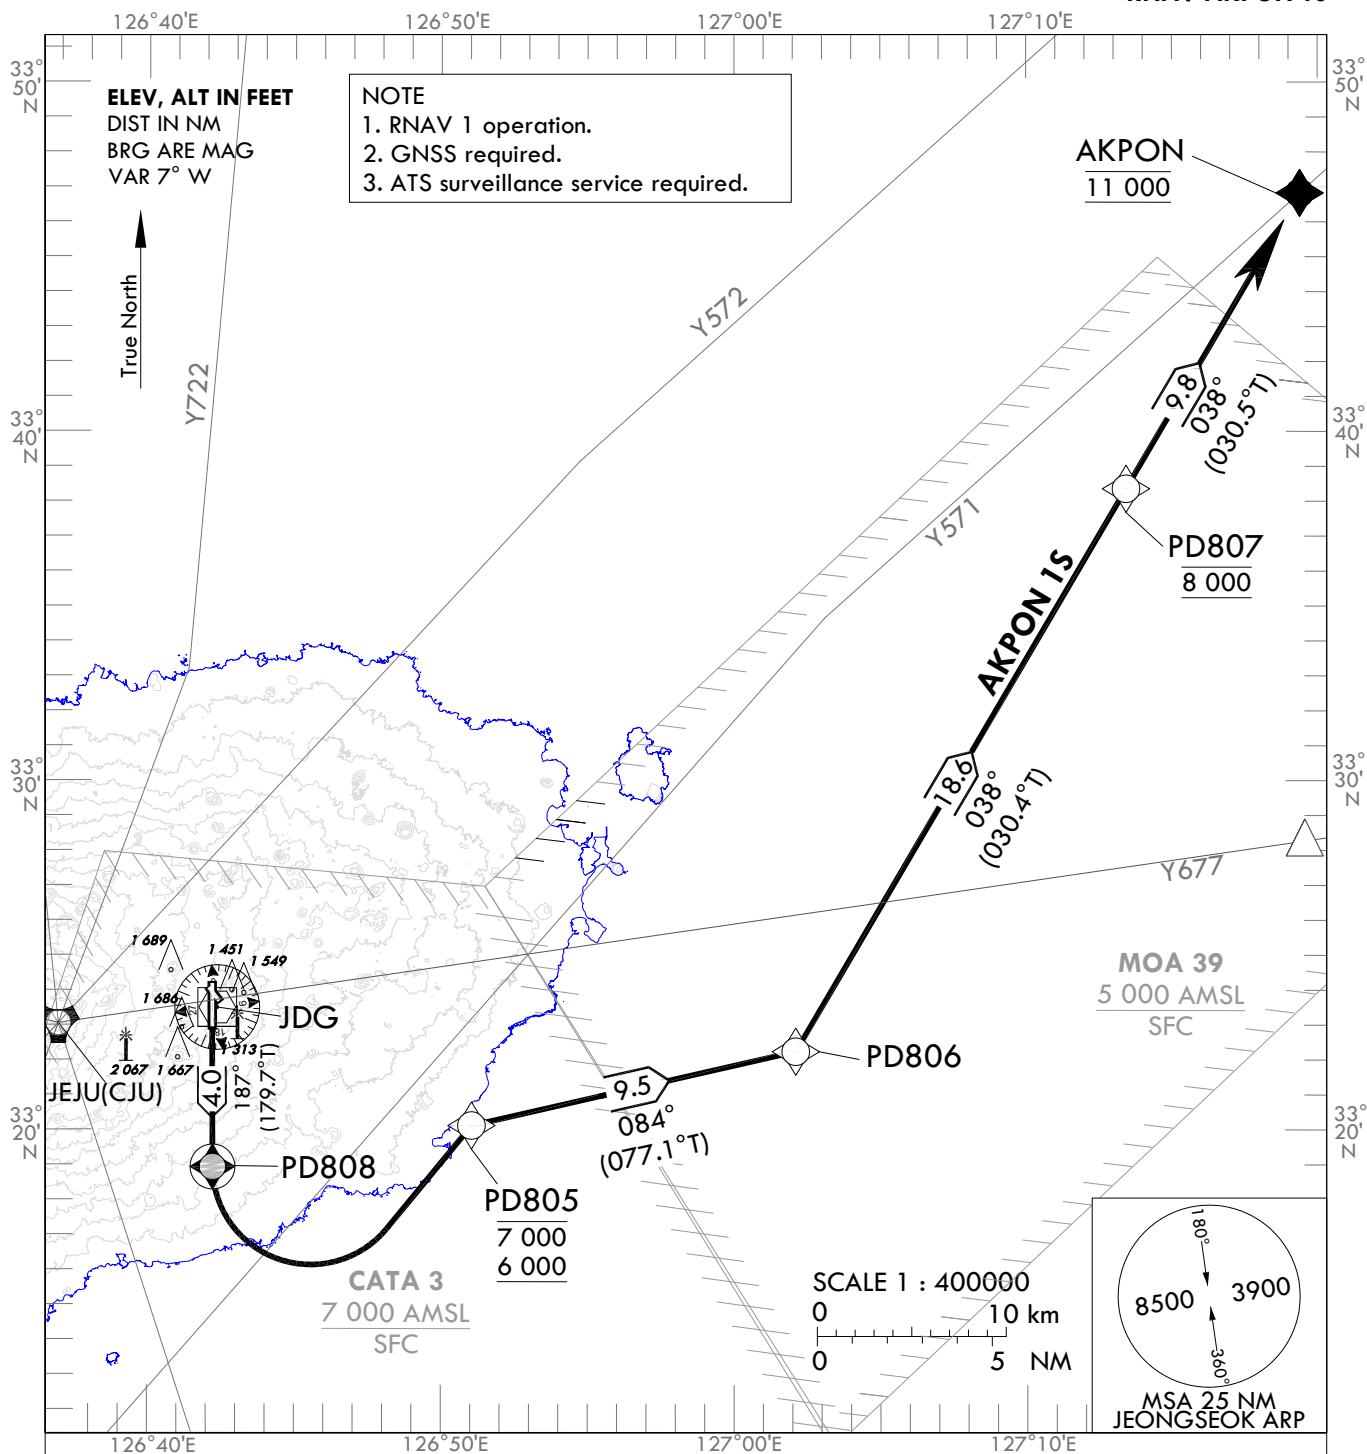 126°40'
126°50'
127°00'
127°10'
33°
50'
N
33°
50'
N
ELEV, ALT IN FEET
DIST IN NM
BRG ARE MAG
VAR 7° W
NOTE
1. RNAV 1 operation.
2. GNSS required.
3. ATS surveillance service required.
True North
AKPON
11 000
Y572
Y722
9.8
038°
(030.5°T)
33°
40'
N
33°
40'
N
Y571
PD807
8 000
AKPON 1S
18.6
038°
(030.4°T)
33°
30'
N
33°
30'
N
Y677
1 689
1 451
1 549
1 686
JDG
MOA 39
5 000 AMSL
SFC
1 313
2 067
1 667
JEJU(CJU)
4.0
187°
(179.7°T)
PD806
9.5
084°
(077.1°T)
33°
20'
N
33°
20'
N
PD808
PD805
7 000
6 000
CATA 3
7 000 AMSL
SFC
SCALE 1 : 400000
0 10 km
0 5 NM
180°
8500 3900
360°
MSA 25 NM
JEONGSEOK ARP
126°40'
126°50'
127°00'
127°10'